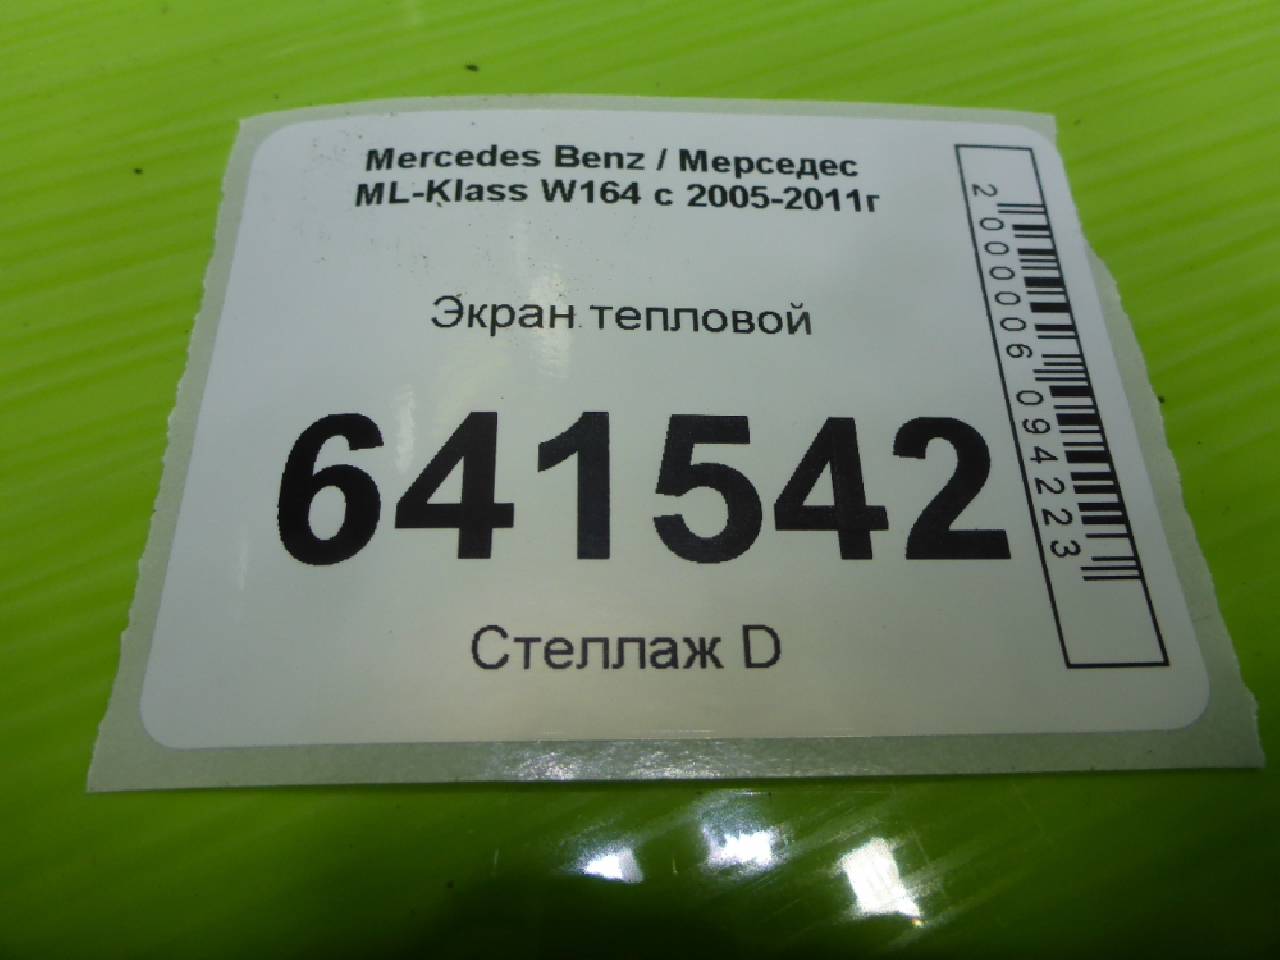 Mercedes Benz / Мерседес
ML-Klass W164 с 2005-2011г
Экран тепловой
641542
Стеллаж D
2000006094223